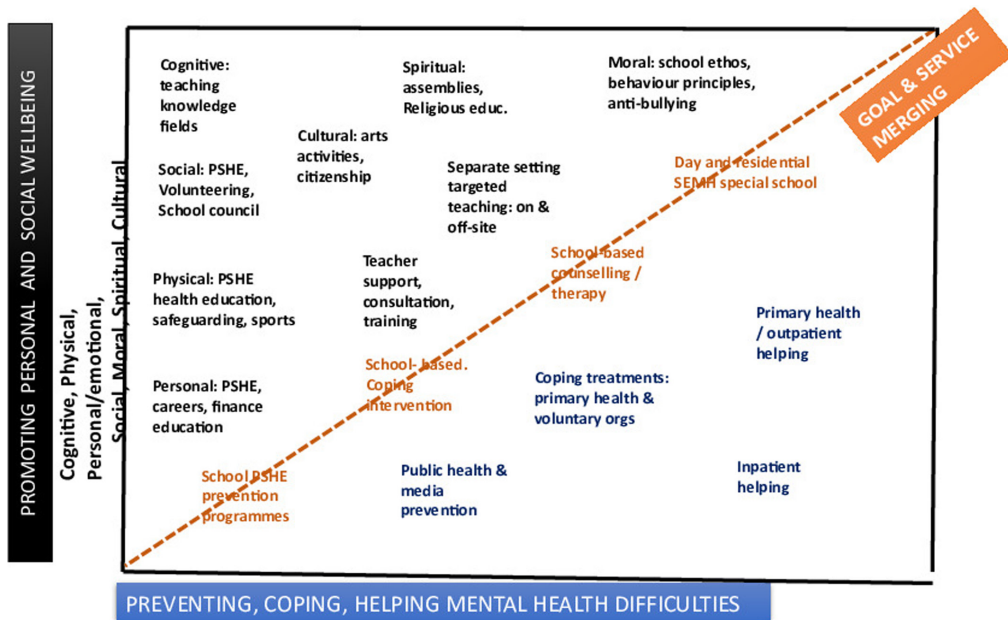 PROMOTING PERSONAL AND SOCIAL WELLBEING
Cognitive, Physical,
Personal/emotional,
Social, Moral, Spiritual, Cultural
Cognitive:
teaching
knowledge
fields
Spiritual:
assemblies,
Religious educ.
Moral: school ethos,
behaviour principles,
anti-bullying
GOAL & SERVICE
MERGING
Cultural: arts
activities,
citizenship
Social: PSHE,
Volunteering,
School council
Separate setting
targeted
teaching: on &
off-site
Day and residential
SEMH special school
Physical: PSHE
health education,
safeguarding, sports
Teacher
support,
consultation,
training
School-based
counselling /
therapy
Primary health
/ outpatient
helping
Personal: PSHE,
careers, finance
education
School- based.
Coping
intervention
Coping treatments:
primary health &
voluntary orgs
School PSHE
prevention
programmes
Public health &
media
prevention
Inpatient
helping
PREVENTING, COPING, HELPING MENTAL HEALTH DIFFICULTIES